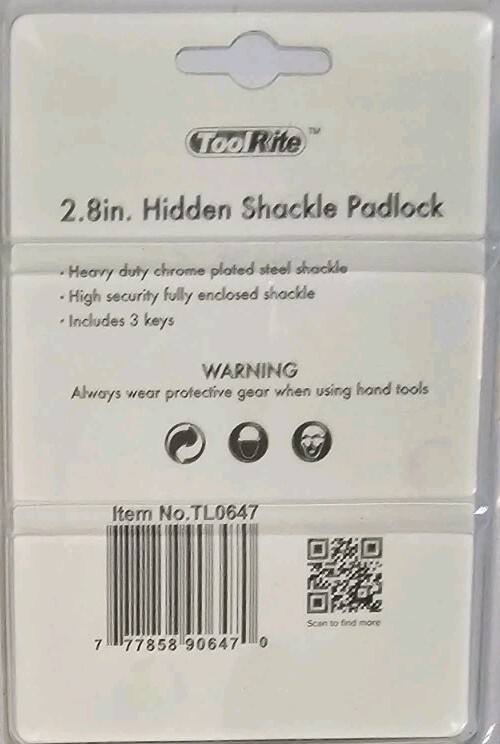 ToolRite™
2.8in. Hidden Shackle Padlock
• Heavy duty chrome plated steel shackle
• High security fully enclosed shackle
• Includes 3 keys
WARNING
Always wear protective gear when using hand tools
Item No.TL0647
7 77858 90647 0
Scan to find more